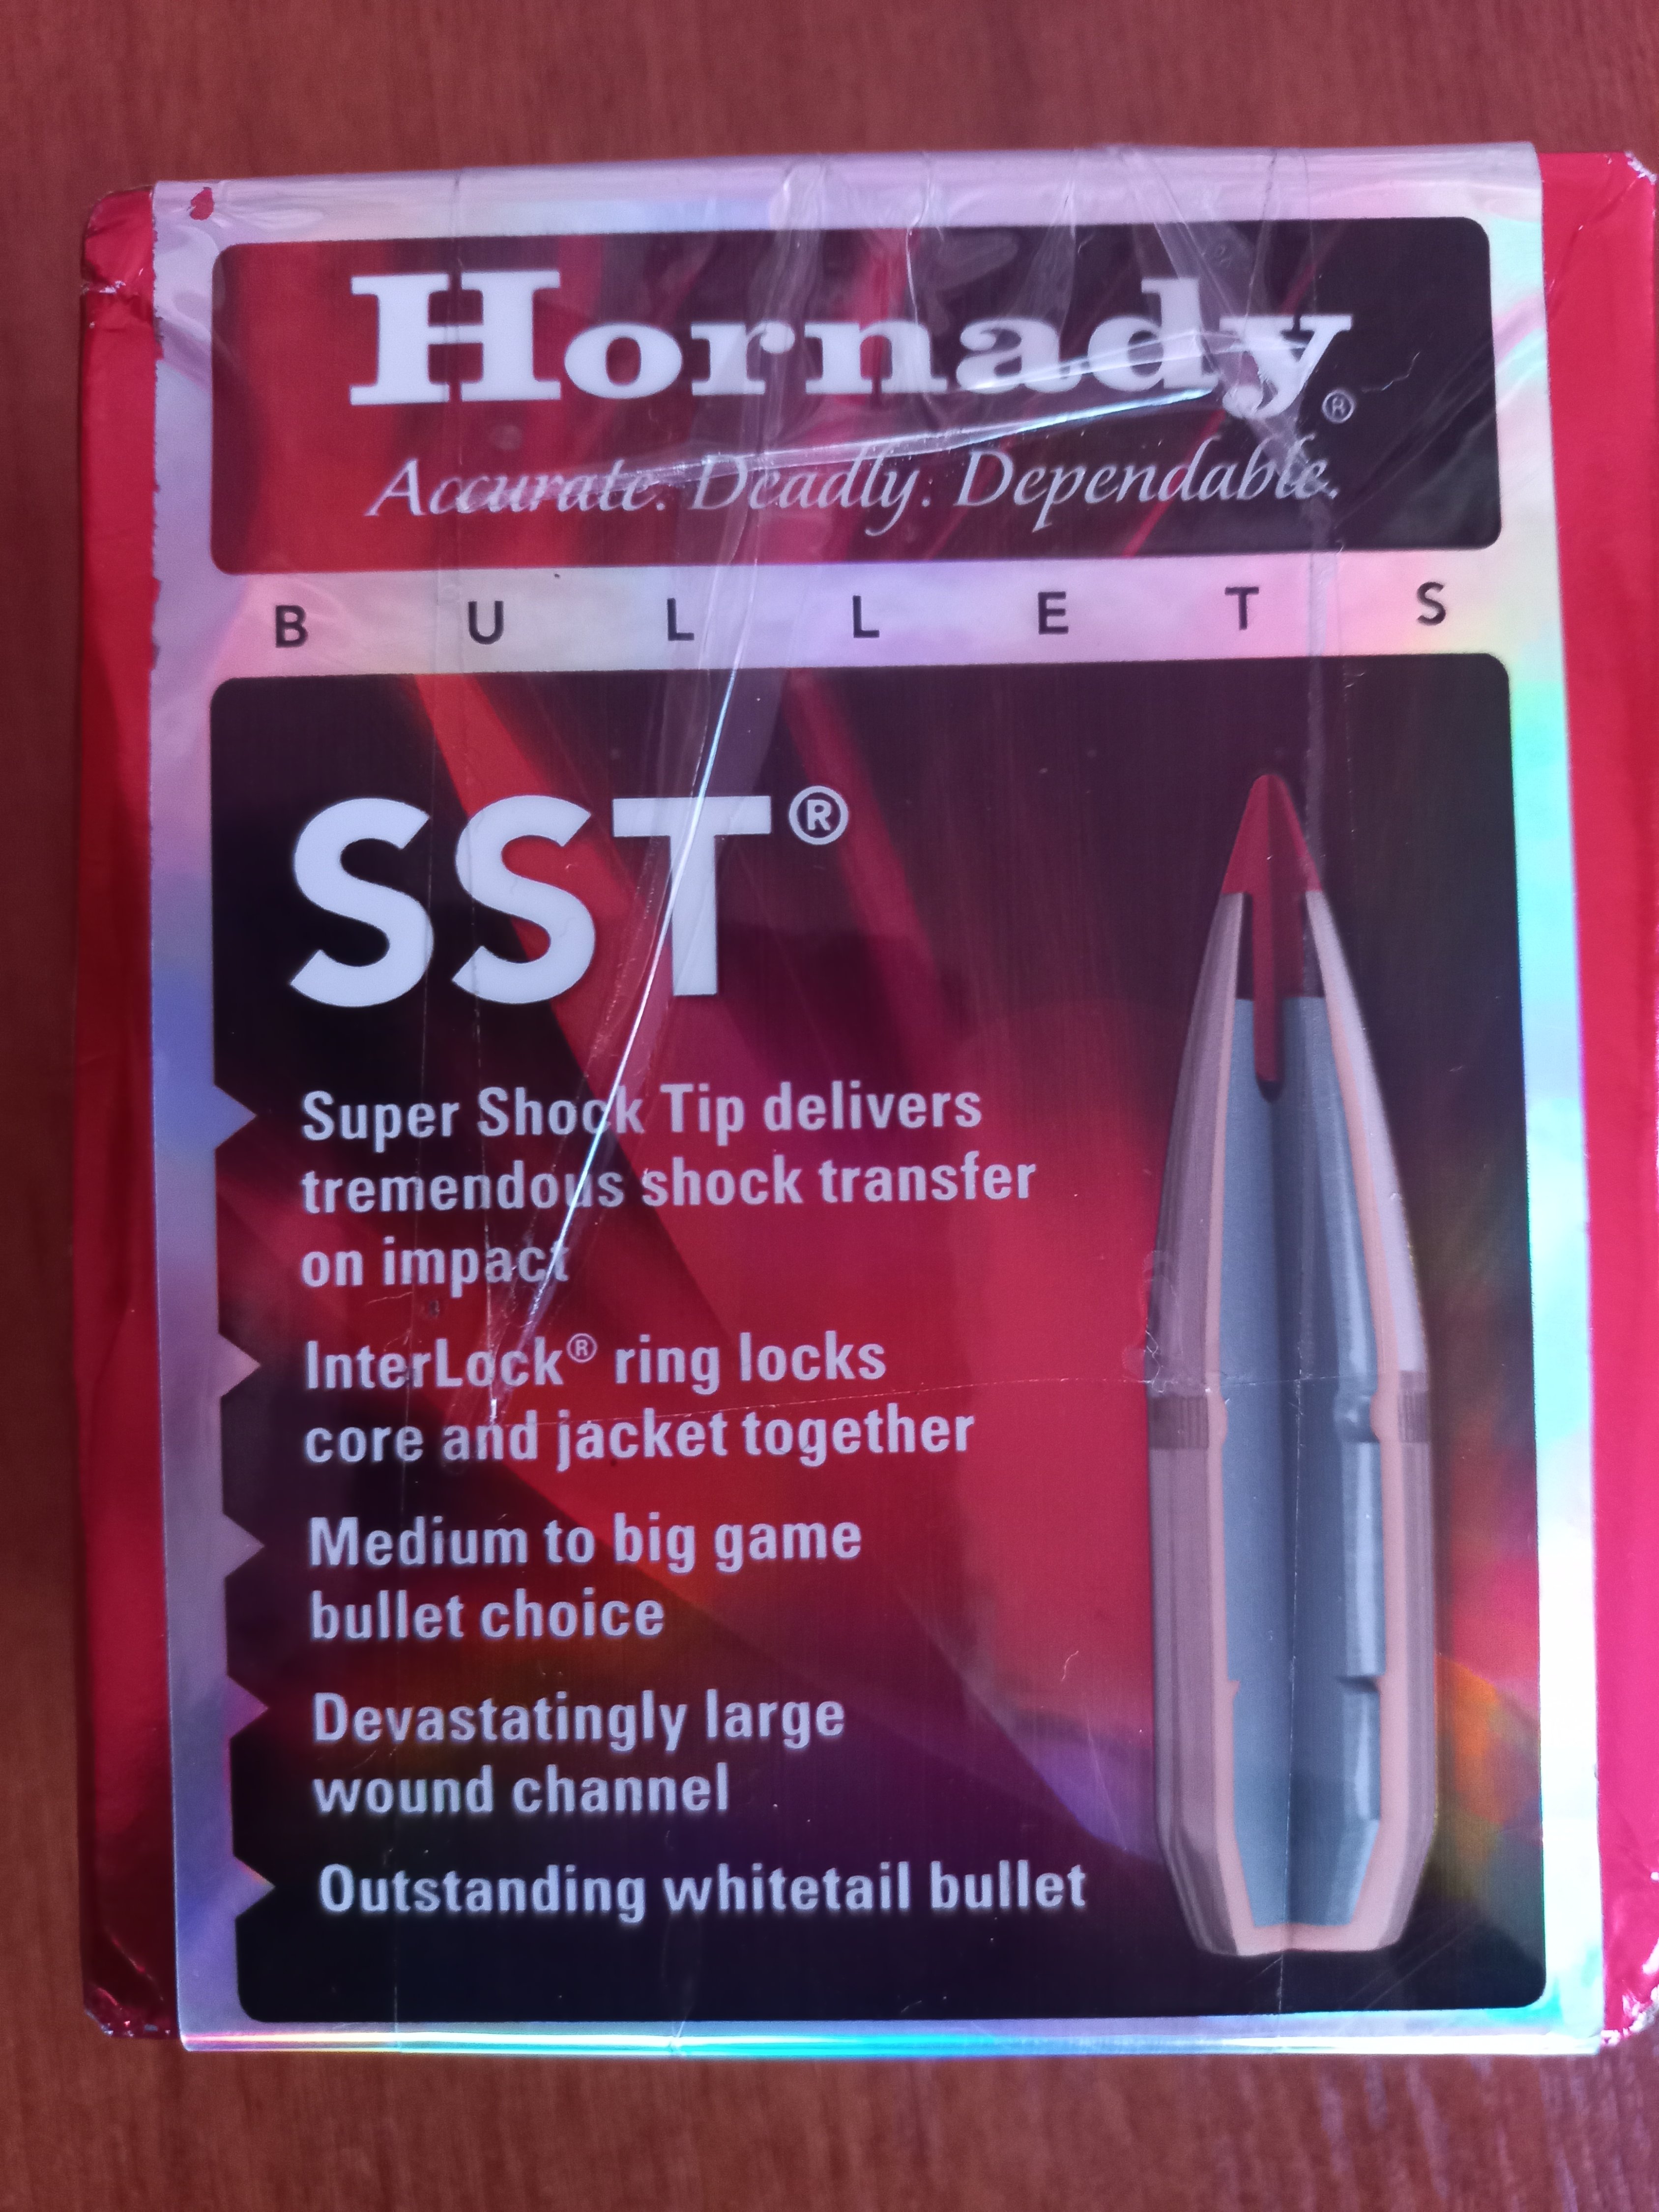 Hornady®
Accurate. Deadly. Dependable.
BULLETS
SST®
Super Shock Tip delivers
tremendous shock transfer
on impact
InterLock® ring locks
core and jacket together
Medium to big game
bullet choice
Devastatingly large
wound channel
Outstanding whitetail bullet